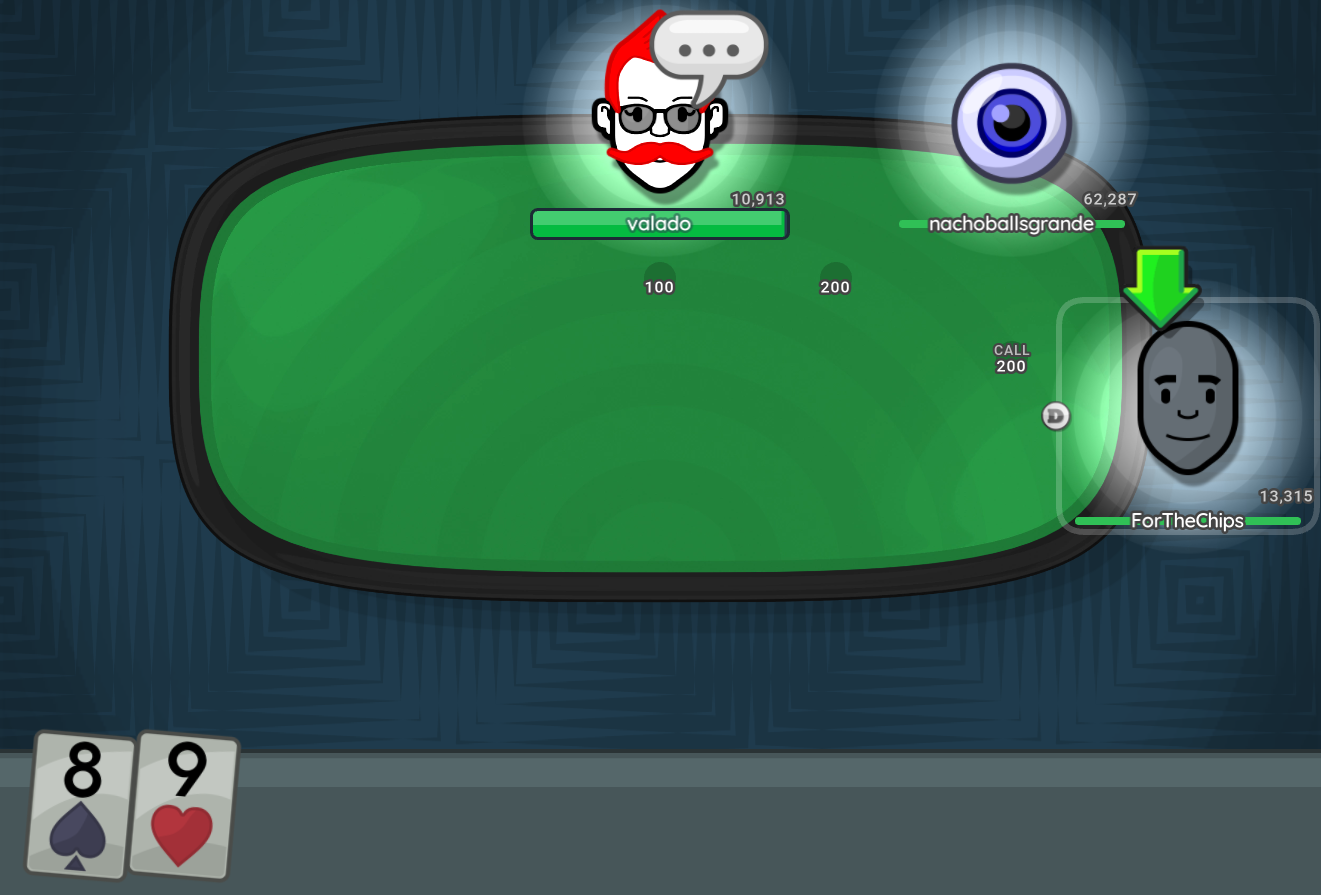 10,913
valado
62,287
nachoballsgrande
100
200
CALL
200
D
13,315
ForTheChips
8
9